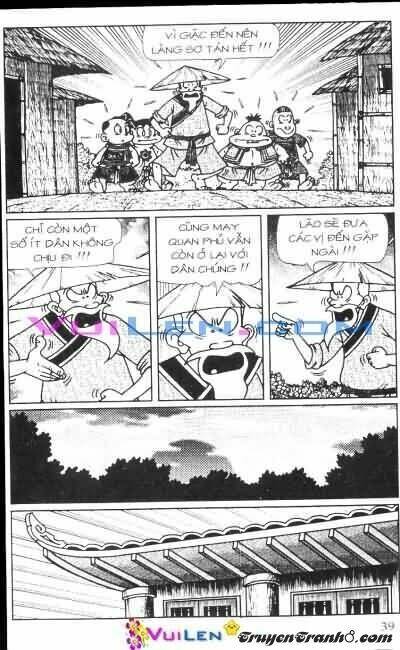 VÌ GIẶC ĐẾN NÊN
LÀNG SƠ TÁN HẾT !!!
CHỈ CÒN MỘT
SỐ ÍT DÂN KHÔNG
CHỊU ĐI !!!
CŨNG MAY
QUAN PHỦ VẪN
CÒN Ở LẠI VỚI
DÂN CHÚNG !!
LÃO SẼ ĐƯA
CÁC VỊ ĐẾN GẶP
NGÀI !!!
VUILEN.COM
39
VUILEN
TruyenTranh8.com